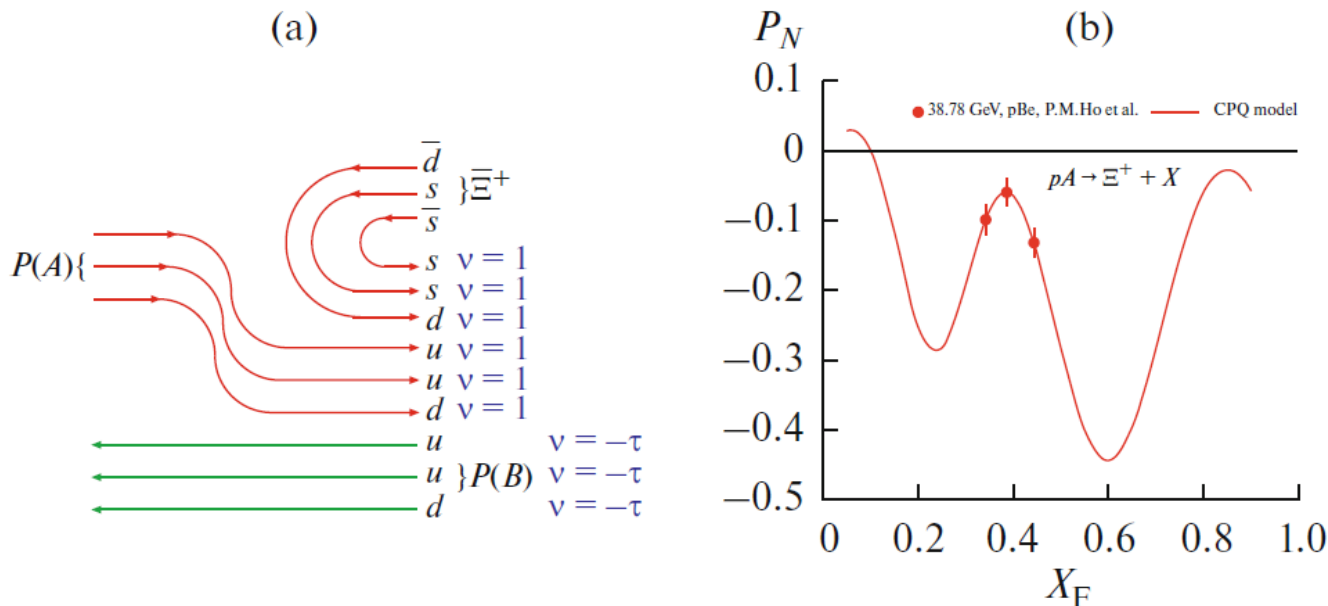 (a)
d̅
s } Ξ̅⁺
s̅
s ν = 1
P(A){ s ν = 1
d ν = 1
u ν = 1
u ν = 1
d ν = 1
u ν = −τ
u }P(B) ν = −τ
d ν = −τ
P_N (b)
0.1
38.78 GeV, pBe, P.M.Ho et al. CPQ model
0
pA → Ξ⁺ + X
−0.1
−0.2
−0.3
−0.4
−0.5
0 0.2 0.4 0.6 0.8 1.0
X_F